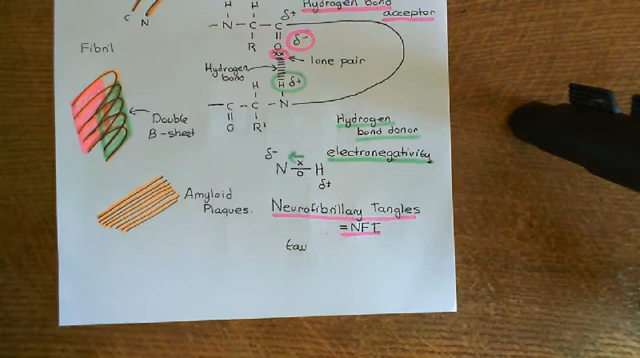 Hydrogen bond
acceptor
C N
H H δ+
- N - C - C
R O δ-
Hydrogen
bond
lone pair
H H δ+
- C - C - N
O R'
Fibril
Double
B-sheet
Hydrogen
bond donor
electronegativity
δ-
N x o H
δ+
Amyloid
Plaques.
Neurofibrillary Tangles
= NFT
tau